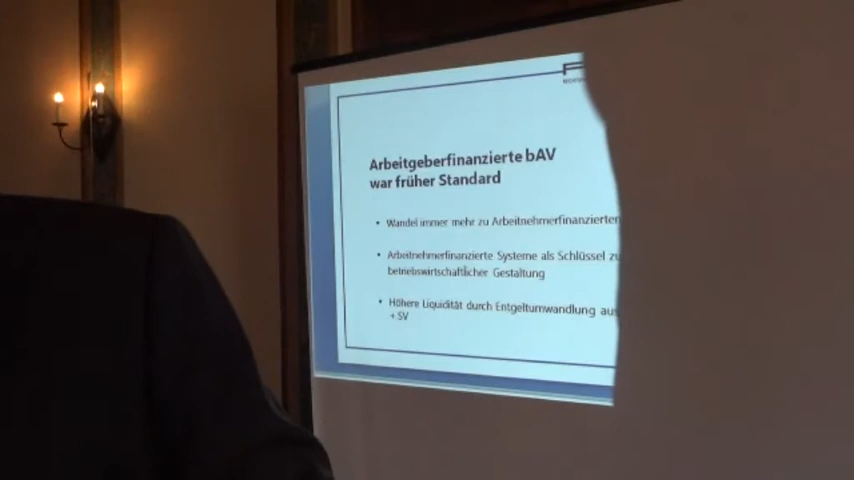 Arbeitgeberfinanzierte bAV
war früher Standard
• Wandel immer mehr zu Arbeitnehmerfinanzierten
• Arbeitnehmerfinanzierte Systeme als Schlüssel zu
betriebswirtschaftlicher Gestaltung
• Höhere Liquidität durch Entgeltumwandlung aus
+ SV